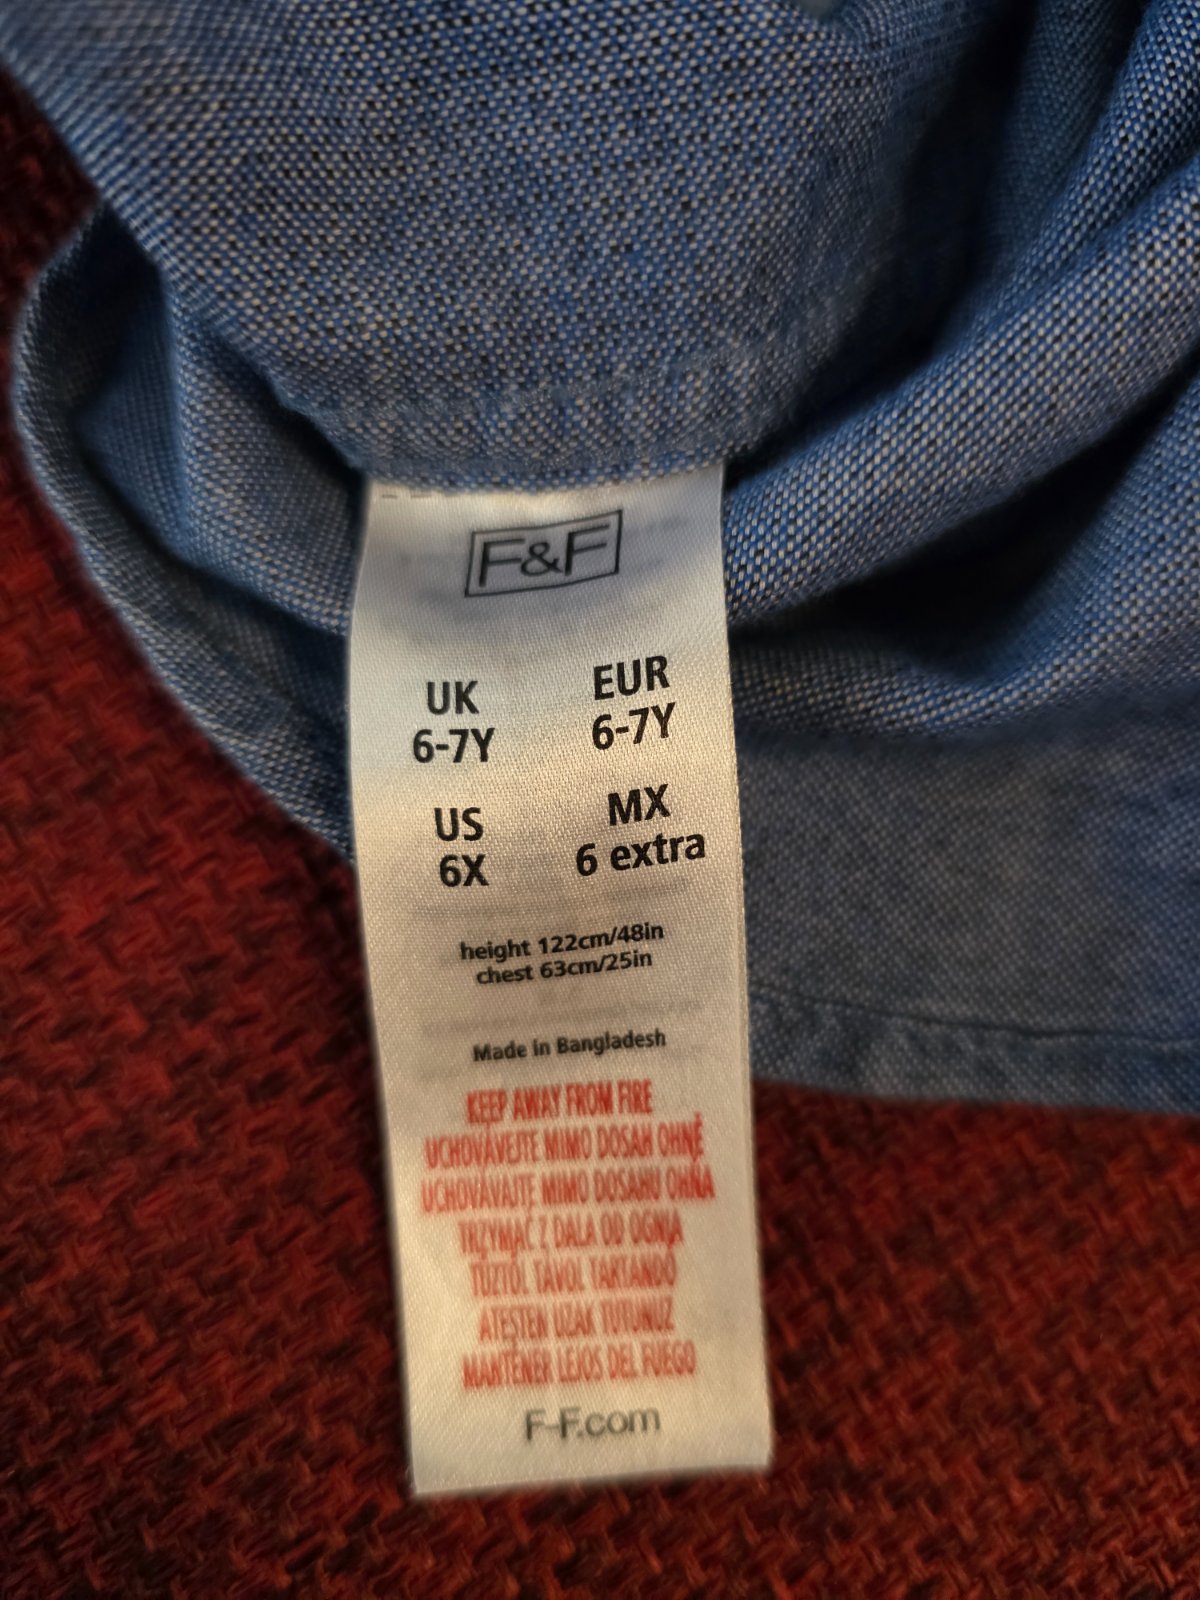 F&F
UK
6-7Y
EUR
6-7Y
US
6X
MX
6 extra
height 122cm/48in
chest 63cm/25in
Made in Bangladesh
KEEP AWAY FROM FIRE
UCHOVÁVEJTE MIMO DOSAH OHNĚ
UCHOVÁVAJTE MIMO DOSAHU OHŇA
TRZYMAĆ Z DALA OD OGNIA
TŰZTŐL TÁVOL TARTANDÓ
ATEŞTEN UZAK TUTUNUZ
MANTENER LEJOS DEL FUEGO
F-F.com